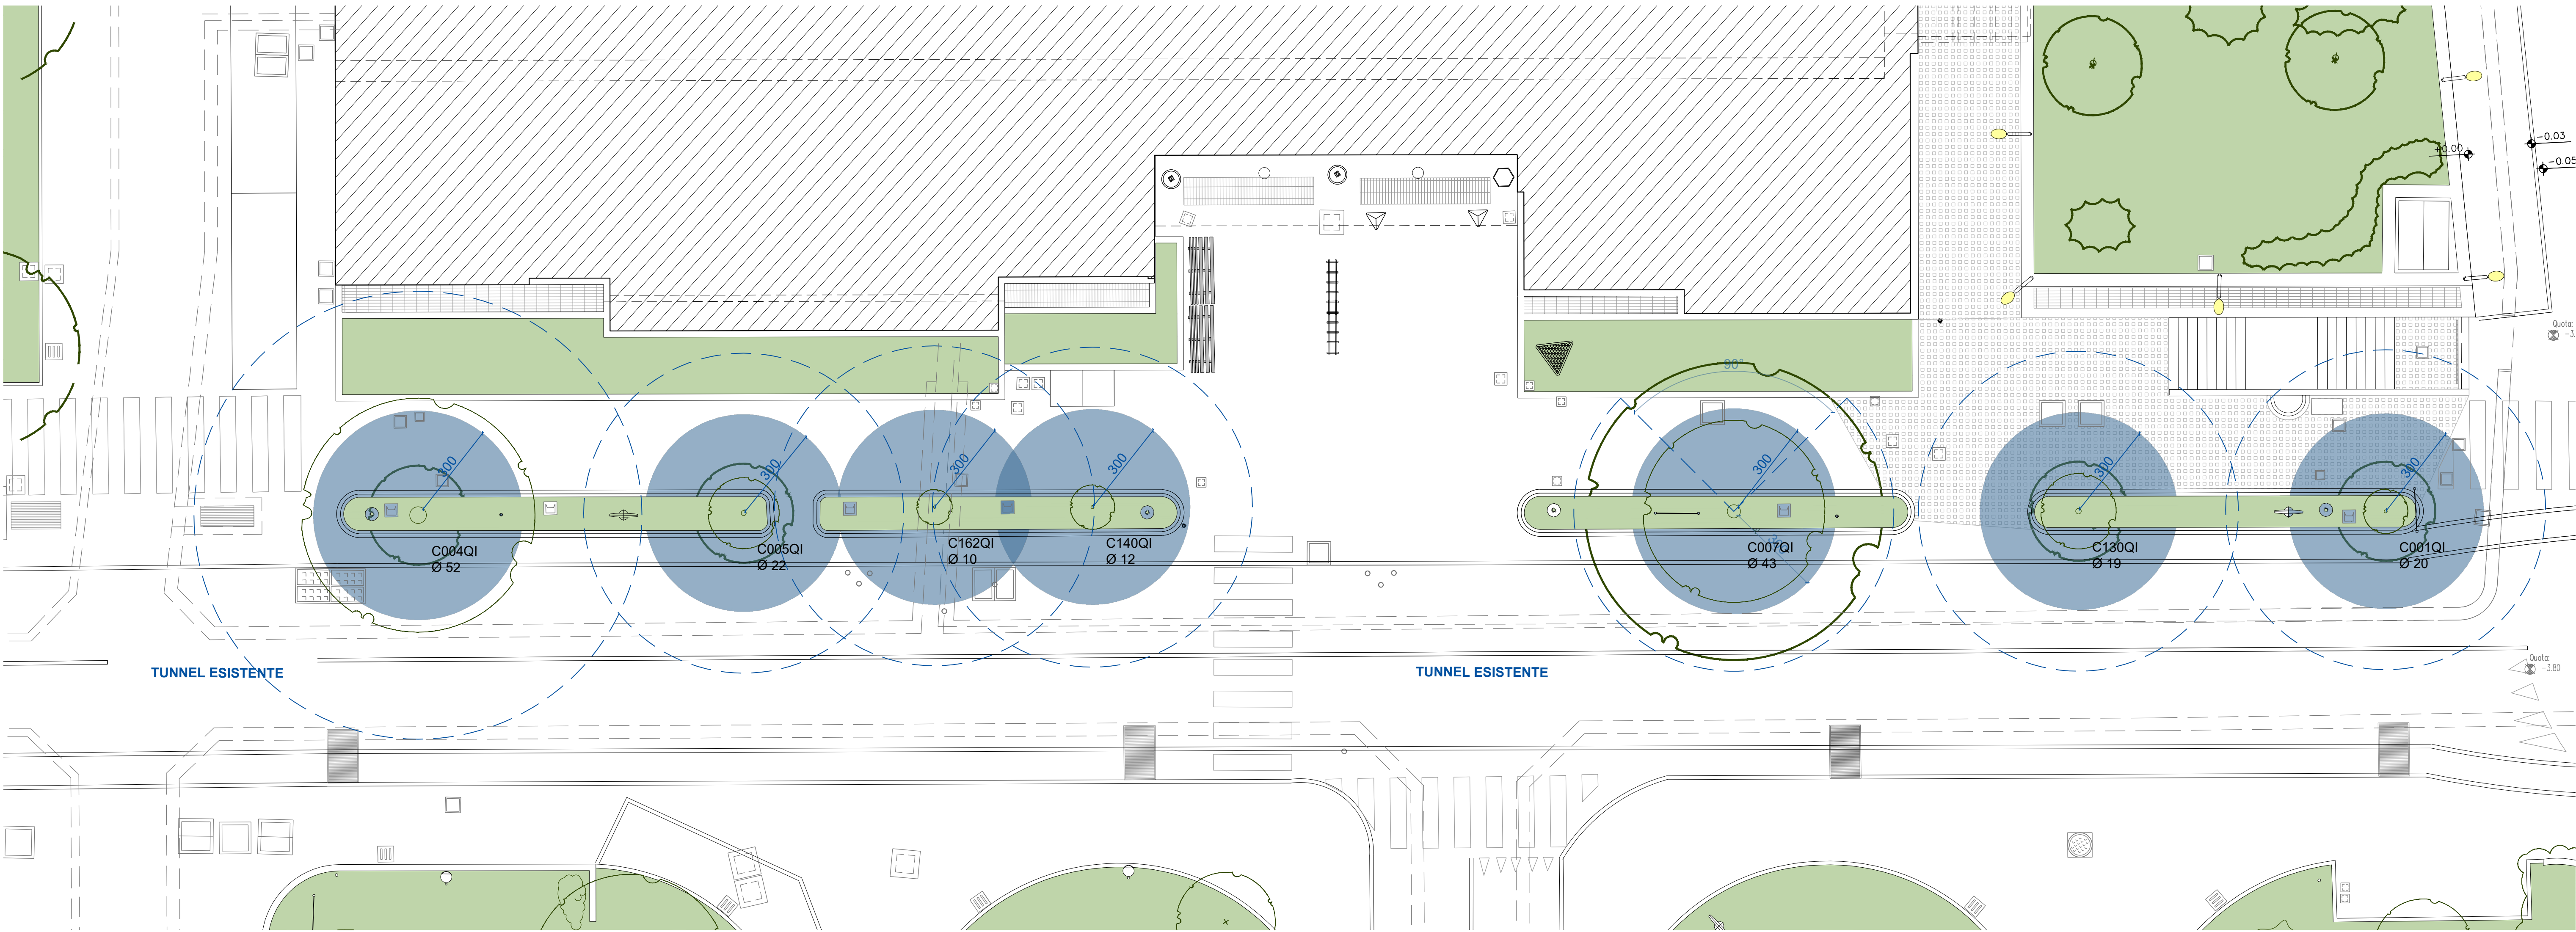 -0.03
+0.00
-0.05
Quota:
90°
300
300
300
300
300
300
300
C004QI
Ø 52
C005QI
Ø 22
C162QI
Ø 10
C140QI
Ø 12
C007QI
Ø 43
C130QI
Ø 19
C001QI
Ø 20
TUNNEL ESISTENTE
TUNNEL ESISTENTE
Quota:
-3.80